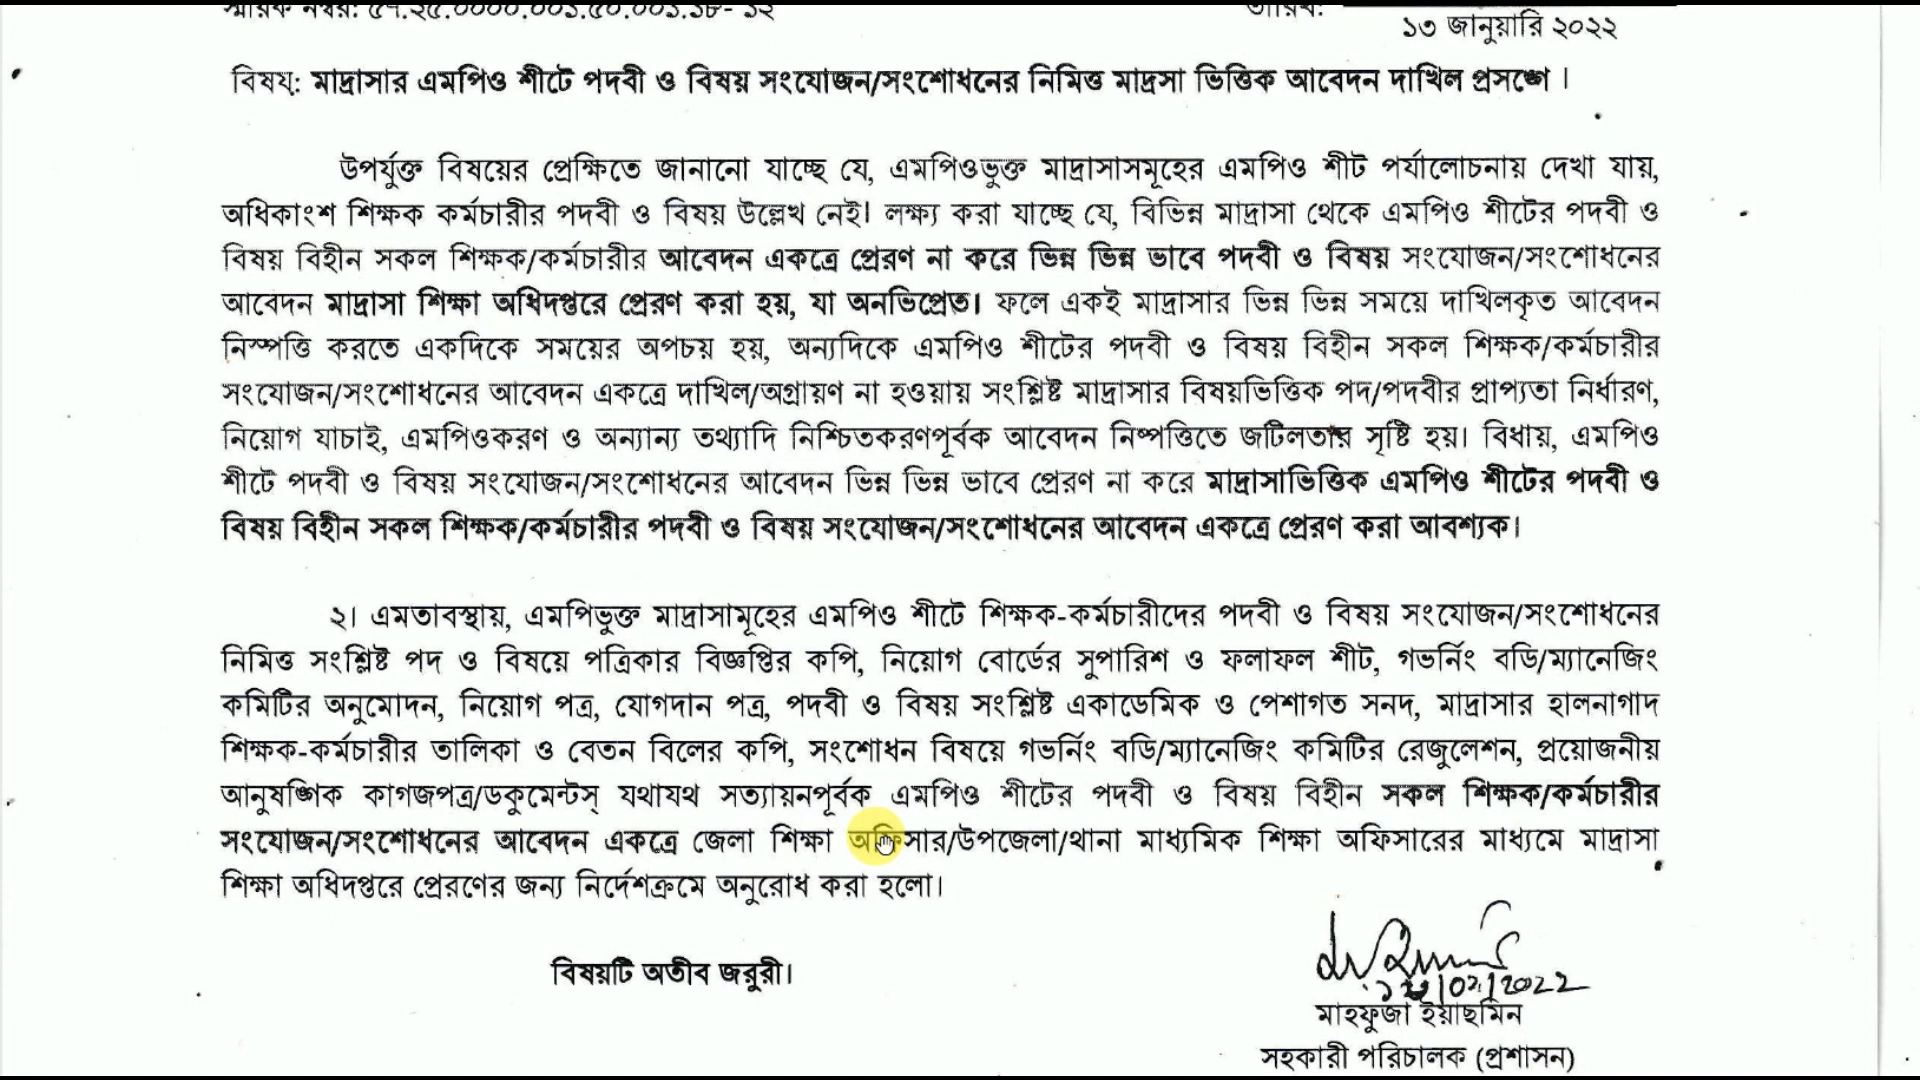 স্মারক নম্বর: ৫৭.২৫.০০০০.০০১.৫০.০০১.১৮- ১২
তারিখ:
১৩ জানুয়ারি ২০২২
বিষয়: মাদ্রাসার এমপিও শীটে পদবী ও বিষয় সংযোজন/সংশোধনের নিমিত্ত মাদ্রসা ভিত্তিক আবেদন দাখিল প্রসঙ্গে ।
উপর্যুক্ত বিষয়ের প্রেক্ষিতে জানানো যাচ্ছে যে, এমপিওভুক্ত মাদ্রাসাসমূহের এমপিও শীট পর্যালোচনায় দেখা যায়,
অধিকাংশ শিক্ষক কর্মচারীর পদবী ও বিষয় উল্লেখ নেই। লক্ষ্য করা যাচ্ছে যে, বিভিন্ন মাদ্রাসা থেকে এমপিও শীটের পদবী ও
বিষয় বিহীন সকল শিক্ষক/কর্মচারীর আবেদন একত্রে প্রেরণ না করে ভিন্ন ভিন্ন ভাবে পদবী ও বিষয় সংযোজন/সংশোধনের
আবেদন মাদ্রাসা শিক্ষা অধিদপ্তরে প্রেরণ করা হয়, যা অনভিপ্রেত। ফলে একই মাদ্রাসার ভিন্ন ভিন্ন সময়ে দাখিলকৃত আবেদন
নিস্পত্তি করতে একদিকে সময়ের অপচয় হয়, অন্যদিকে এমপিও শীটের পদবী ও বিষয় বিহীন সকল শিক্ষক/কর্মচারীর
সংযোজন/সংশোধনের আবেদন একত্রে দাখিল/অগ্রায়ণ না হওয়ায় সংশ্লিষ্ট মাদ্রাসার বিষয়ভিত্তিক পদ/পদবীর প্রাপ্যতা নির্ধারণ,
নিয়োগ যাচাই, এমপিওকরণ ও অন্যান্য তথ্যাদি নিশ্চিতকরণপূর্বক আবেদন নিষ্পত্তিতে জটিলতার সৃষ্টি হয়। বিধায়, এমপিও
শীটে পদবী ও বিষয় সংযোজন/সংশোধনের আবেদন ভিন্ন ভিন্ন ভাবে প্রেরণ না করে মাদ্রাসাভিত্তিক এমপিও শীটের পদবী ও
বিষয় বিহীন সকল শিক্ষক/কর্মচারীর পদবী ও বিষয় সংযোজন/সংশোধনের আবেদন একত্রে প্রেরণ করা আবশ্যক।
২। এমতাবস্থায়, এমপিভুক্ত মাদ্রাসামূহের এমপিও শীটে শিক্ষক-কর্মচারীদের পদবী ও বিষয় সংযোজন/সংশোধনের
নিমিত্ত সংশ্লিষ্ট পদ ও বিষয়ে পত্রিকার বিজ্ঞপ্তির কপি, নিয়োগ বোর্ডের সুপারিশ ও ফলাফল শীট, গভর্নিং বডি/ম্যানেজিং
কমিটির অনুমোদন, নিয়োগ পত্র, যোগদান পত্র, পদবী ও বিষয় সংশ্লিষ্ট একাডেমিক ও পেশাগত সনদ, মাদ্রাসার হালনাগাদ
শিক্ষক-কর্মচারীর তালিকা ও বেতন বিলের কপি, সংশোধন বিষয়ে গভর্নিং বডি/ম্যানেজিং কমিটির রেজুলেশন, প্রয়োজনীয়
আনুষঙ্গিক কাগজপত্র/ডকুমেন্টস্ যথাযথ সত্যায়নপূর্বক এমপিও শীটের পদবী ও বিষয় বিহীন সকল শিক্ষক/কর্মচারীর
সংযোজন/সংশোধনের আবেদন একত্রে জেলা শিক্ষা অফিসার/উপজেলা/থানা মাধ্যমিক শিক্ষা অফিসারের মাধ্যমে মাদ্রাসা
শিক্ষা অধিদপ্তরে প্রেরণের জন্য নির্দেশক্রমে অনুরোধ করা হলো।
বিষয়টি অতীব জরুরী।
মাহফুজা ইয়াছমিন
সহকারী পরিচালক (প্রশাসন)